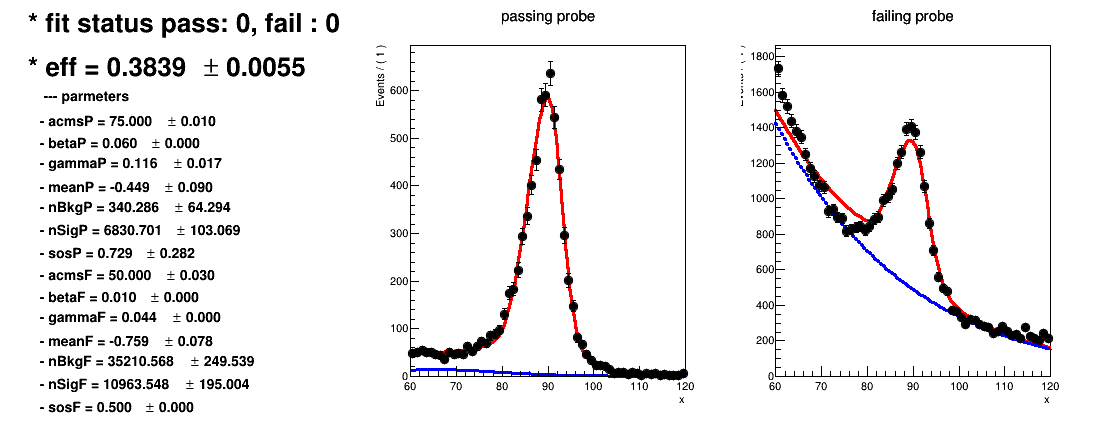 * fit status pass: 0, fail : 0
* eff = 0.3839 ± 0.0055
--- parmeters
- acmsP = 75.000 ± 0.010
- betaP = 0.060 ± 0.000
- gammaP = 0.116 ± 0.017
- meanP = -0.449 ± 0.090
- nBkgP = 340.286 ± 64.294
- nSigP = 6830.701 ± 103.069
- sosP = 0.729 ± 0.282
- acmsF = 50.000 ± 0.030
- betaF = 0.010 ± 0.000
- gammaF = 0.044 ± 0.000
- meanF = -0.759 ± 0.078
- nBkgF = 35210.568 ± 249.539
- nSigF = 10963.548 ± 195.004
- sosF = 0.500 ± 0.000
passing probe
Events / ( 1 )
600
500
400
300
200
100
0
60 70 80 90 100 110 120
x
failing probe
1800
1600
1400
1200
1000
800
600
400
200
0
60 70 80 90 100 110 120
x